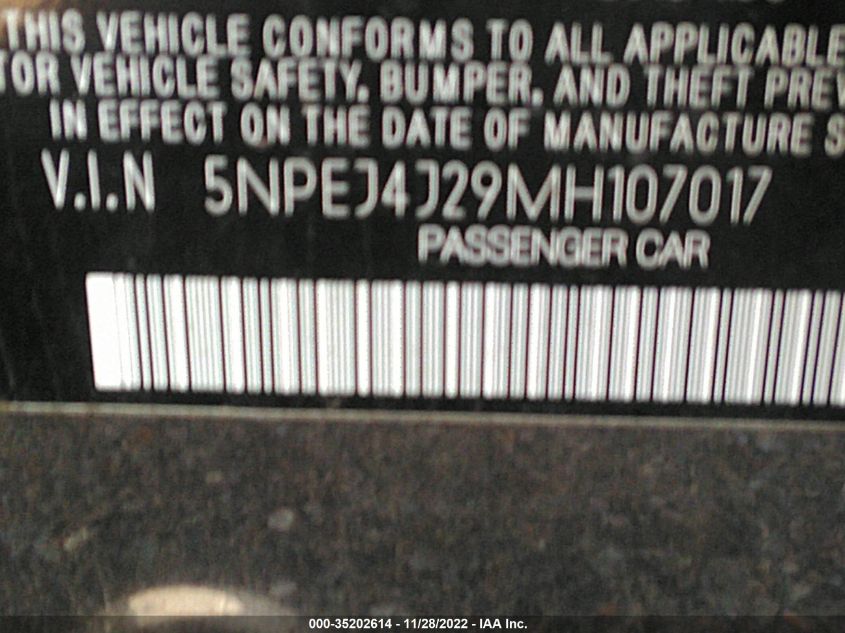 THIS VEHICLE CONFORMS TO ALL APPLICABLE
TOR VEHICLE SAFETY, BUMPER, AND THEFT PREV
IN EFFECT ON THE DATE OF MANUFACTURE S
V.I.N 5NPEJ4J29MH107017
PASSENGER CAR
000-35202614 - 11/28/2022 - IAA Inc.